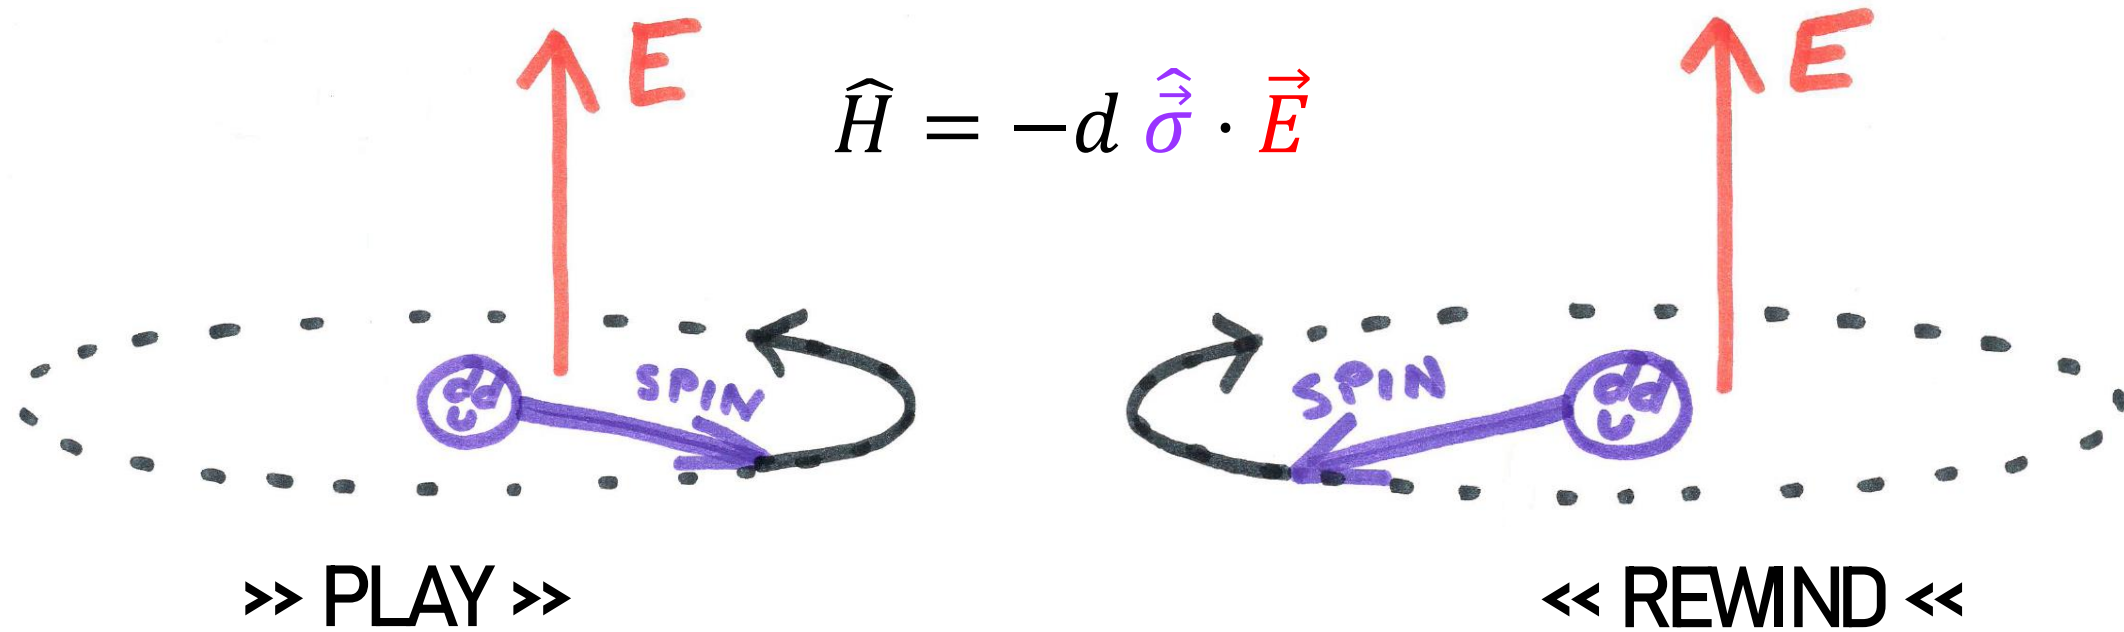 E
Ĥ = −d σ̂⃗ · E⃗
E
SPIN
dd
u
SPIN
dd
u
>> PLAY >>
<< REWIND <<